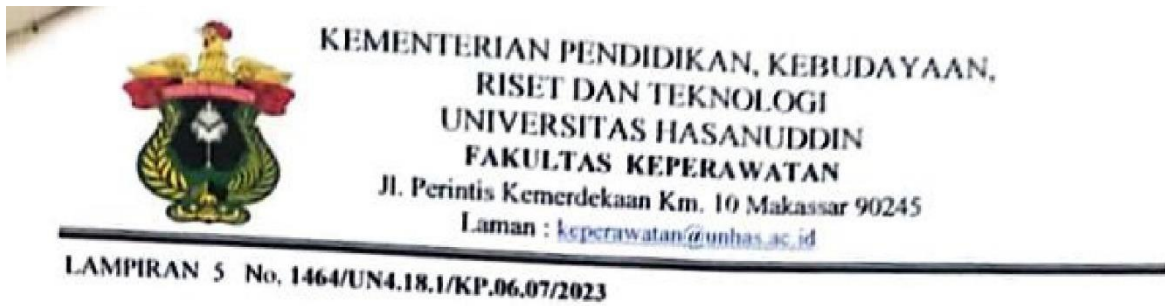 KEMENTERIAN PENDIDIKAN, KEBUDAYAAN,
RISET DAN TEKNOLOGI
UNIVERSITAS HASANUDDIN
FAKULTAS KEPERAWATAN
Jl. Perintis Kemerdekaan Km. 10 Makassar 90245
Laman : keperawatan@unhas.ac.id
LAMPIRAN 5 No. 1464/UN4.18.1/KP.06.07/2023